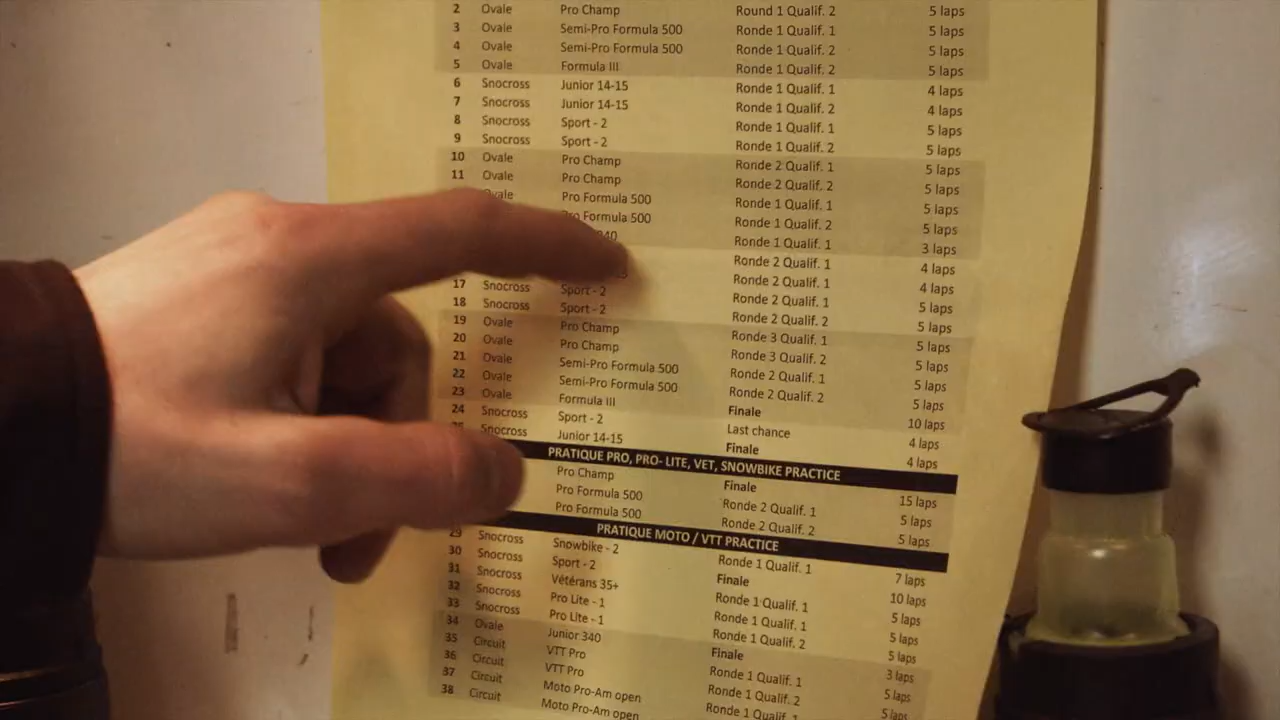 2 Ovale Pro Champ Round 1 Qualif. 2 5 laps
3 Ovale Semi-Pro Formula 500 Ronde 1 Qualif. 1 5 laps
4 Ovale Semi-Pro Formula 500 Ronde 1 Qualif. 2 5 laps
5 Ovale Formula III Ronde 1 Qualif. 2 5 laps
6 Snocross Junior 14-15 Ronde 1 Qualif. 1 4 laps
7 Snocross Junior 14-15 Ronde 1 Qualif. 2 4 laps
8 Snocross Sport - 2 Ronde 1 Qualif. 1 5 laps
9 Snocross Sport - 2 Ronde 1 Qualif. 2 5 laps
10 Ovale Pro Champ Ronde 2 Qualif. 1 5 laps
11 Ovale Pro Champ Ronde 2 Qualif. 2 5 laps
Pro Formula 500 Ronde 1 Qualif. 1 5 laps
Formula 500 Ronde 1 Qualif. 2 5 laps
Ronde 1 Qualif. 1 3 laps
Ronde 2 Qualif. 1 4 laps
Ronde 2 Qualif. 1 4 laps
17 Snocross Sport - 2 Ronde 2 Qualif. 1 5 laps
18 Snocross Sport - 2 Ronde 2 Qualif. 2 5 laps
19 Ovale Pro Champ Ronde 3 Qualif. 1 5 laps
20 Ovale Pro Champ Ronde 3 Qualif. 2 5 laps
21 Ovale Semi-Pro Formula 500 Ronde 2 Qualif. 1 5 laps
22 Ovale Semi-Pro Formula 500 Ronde 2 Qualif. 2 5 laps
23 Ovale Formula III Finale 10 laps
24 Snocross Sport - 2 Last chance 4 laps
25 Snocross Junior 14-15 Finale 4 laps
PRATIQUE PRO, PRO- LITE, VET, SNOWBIKE PRACTICE
Pro Champ Finale 15 laps
Pro Formula 500 Ronde 2 Qualif. 1 5 laps
Pro Formula 500 Ronde 2 Qualif. 2 5 laps
PRATIQUE MOTO / VTT PRACTICE
29 Snocross Snowbike - 2 Ronde 1 Qualif. 1 7 laps
30 Snocross Sport - 2 Finale 10 laps
31 Snocross Vétérans 35+ Ronde 1 Qualif. 1 5 laps
32 Snocross Pro Lite - 1 Ronde 1 Qualif. 1 5 laps
33 Snocross Pro Lite - 1 Ronde 1 Qualif. 2 5 laps
34 Ovale Junior 340 Finale 3 laps
35 Circuit VTT Pro Ronde 1 Qualif. 1 5 laps
36 Circuit VTT Pro Ronde 1 Qualif. 2 5 laps
37 Circuit Moto Pro-Am open Ronde 1 Qualif. 1
38 Circuit Moto Pro-Am open